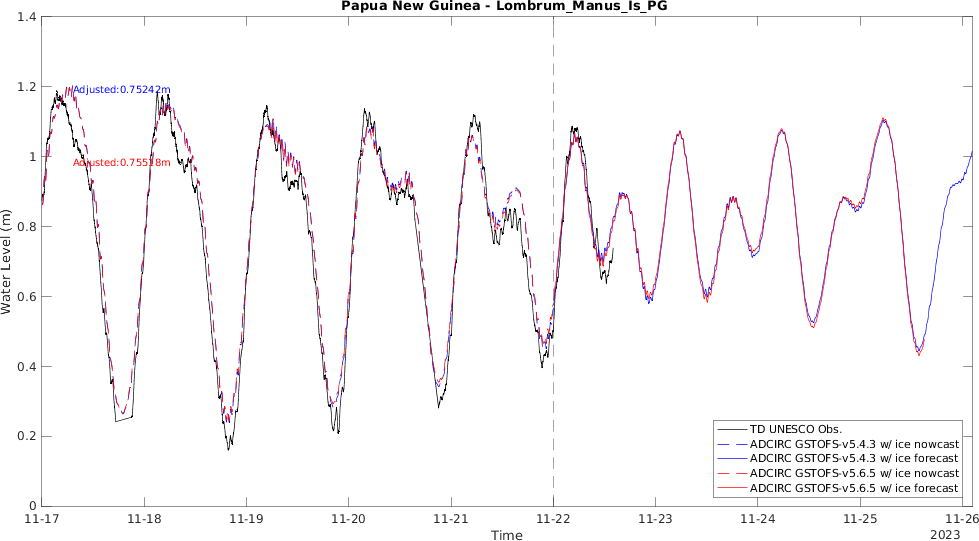 Papua New Guinea - Lombrum_Manus_Is_PG
1.4
1.2
1
0.8
0.6
0.4
0.2
0
Water Level (m)
Adjusted:0.75242m
Adjusted:0.75518m
TD UNESCO Obs.
ADCIRC GSTOFS-v5.4.3 w/ ice nowcast
ADCIRC GSTOFS-v5.4.3 w/ ice forecast
ADCIRC GSTOFS-v5.6.5 w/ ice nowcast
ADCIRC GSTOFS-v5.6.5 w/ ice forecast
11-17 11-18 11-19 11-20 11-21 11-22 11-23 11-24 11-25 11-26
Time
2023